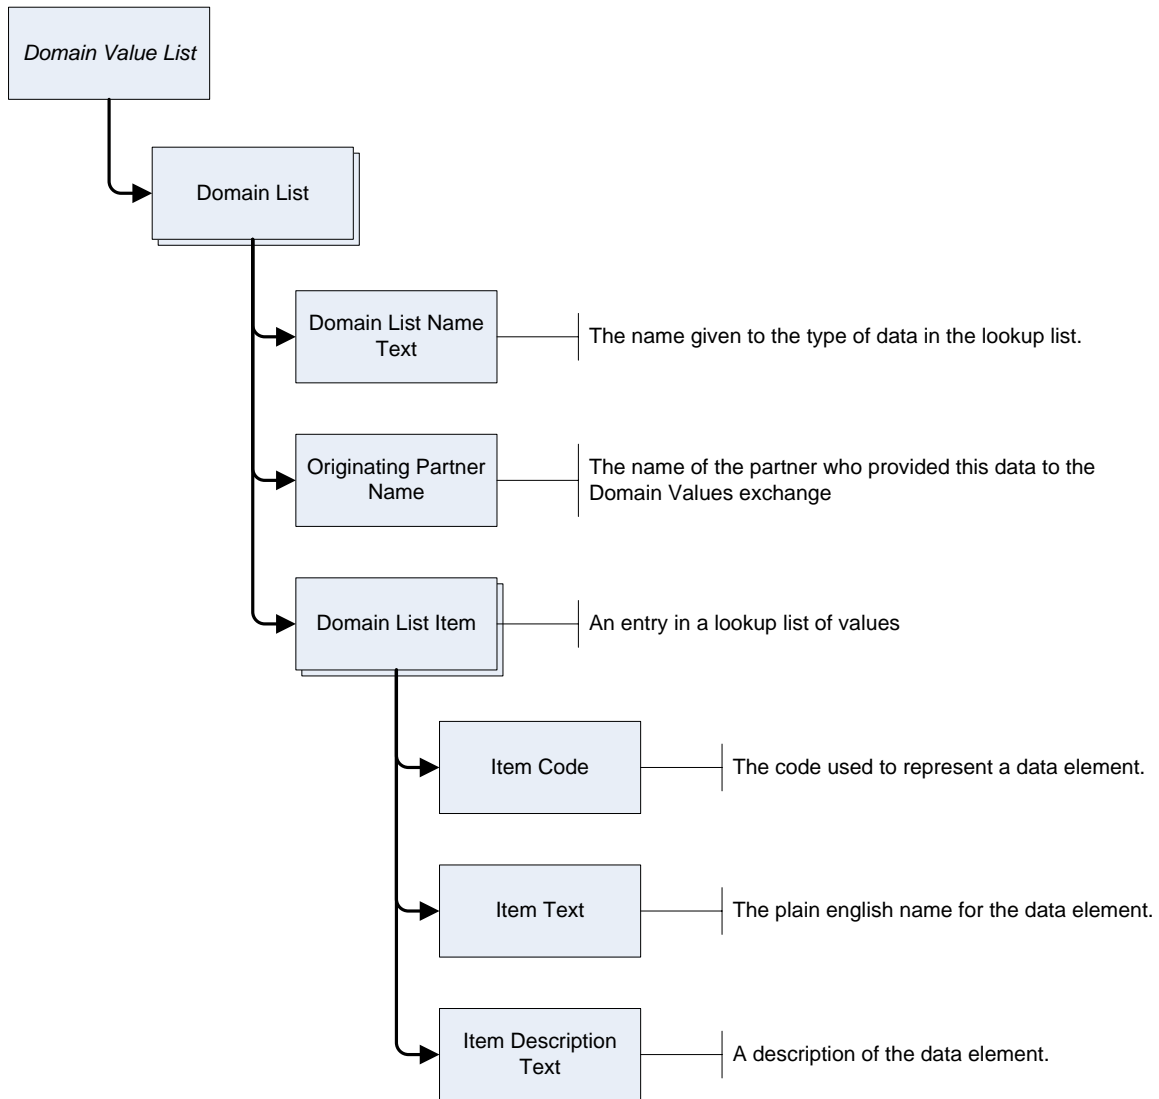 Domain Value List
Domain List
Domain List Name
Text
The name given to the type of data in the lookup list.
Originating Partner
Name
The name of the partner who provided this data to the
Domain Values exchange
Domain List Item
An entry in a lookup list of values
Item Code
The code used to represent a data element.
Item Text
The plain english name for the data element.
Item Description
Text
A description of the data element.